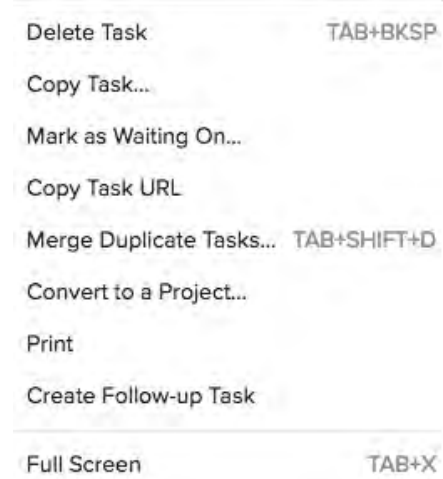 Delete Task TAB+BKSP
Copy Task...
Mark as Waiting On...
Copy Task URL
Merge Duplicate Tasks... TAB+SHIFT+D
Convert to a Project...
Print
Create Follow-up Task
Full Screen TAB+X